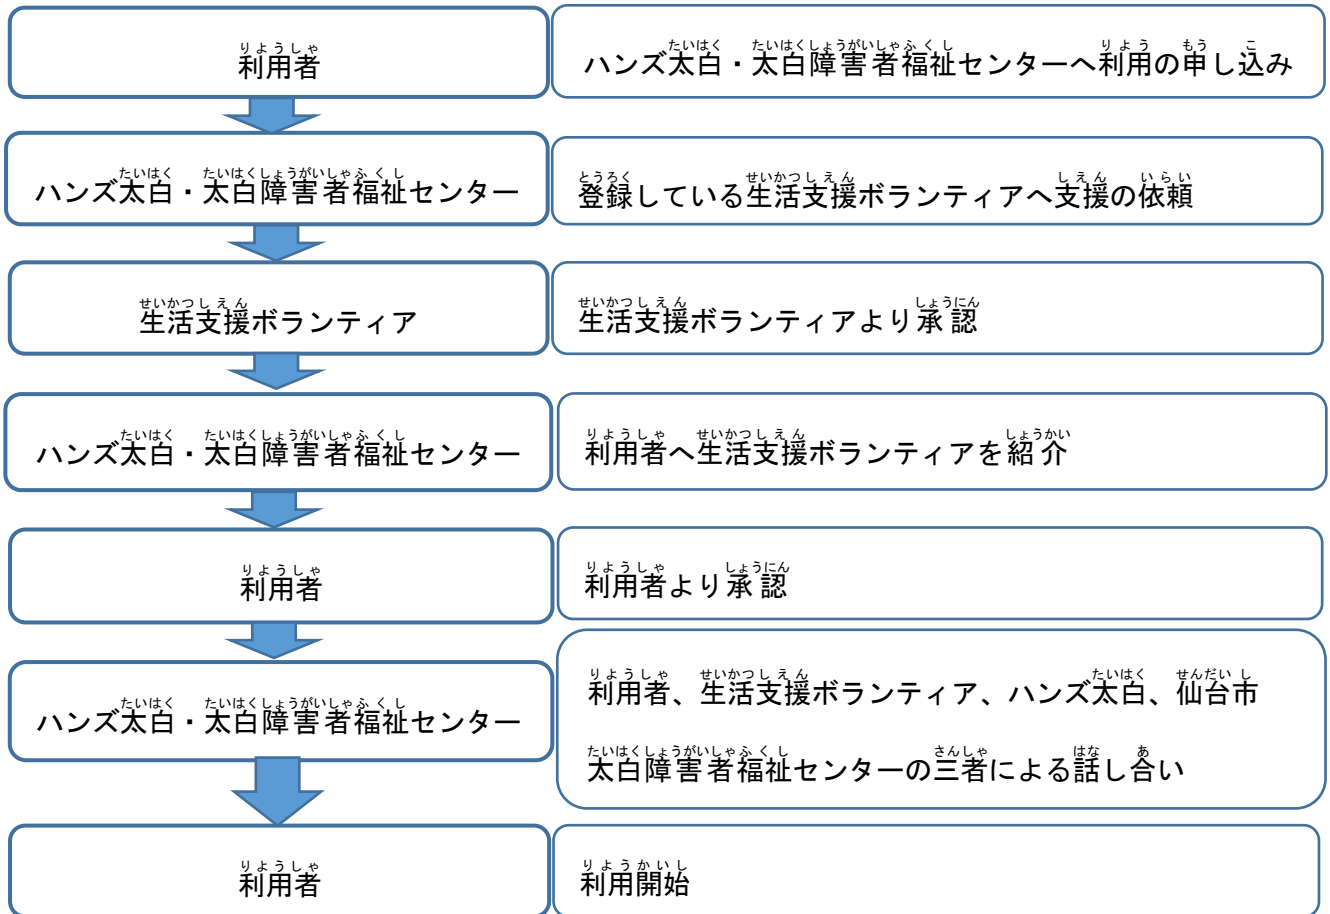 利用者
ハンズ太白・太白障害者福祉センターへ利用の申し込み
ハンズ太白・太白障害者福祉センター
登録している生活支援ボランティアへ支援の依頼
生活支援ボランティア
生活支援ボランティアより承認
ハンズ太白・太白障害者福祉センター
利用者へ生活支援ボランティアを紹介
利用者
利用者より承認
ハンズ太白・太白障害者福祉センター
利用者、生活支援ボランティア、ハンズ太白、仙台市
太白障害者福祉センターの三者による話し合い
利用者
利用開始